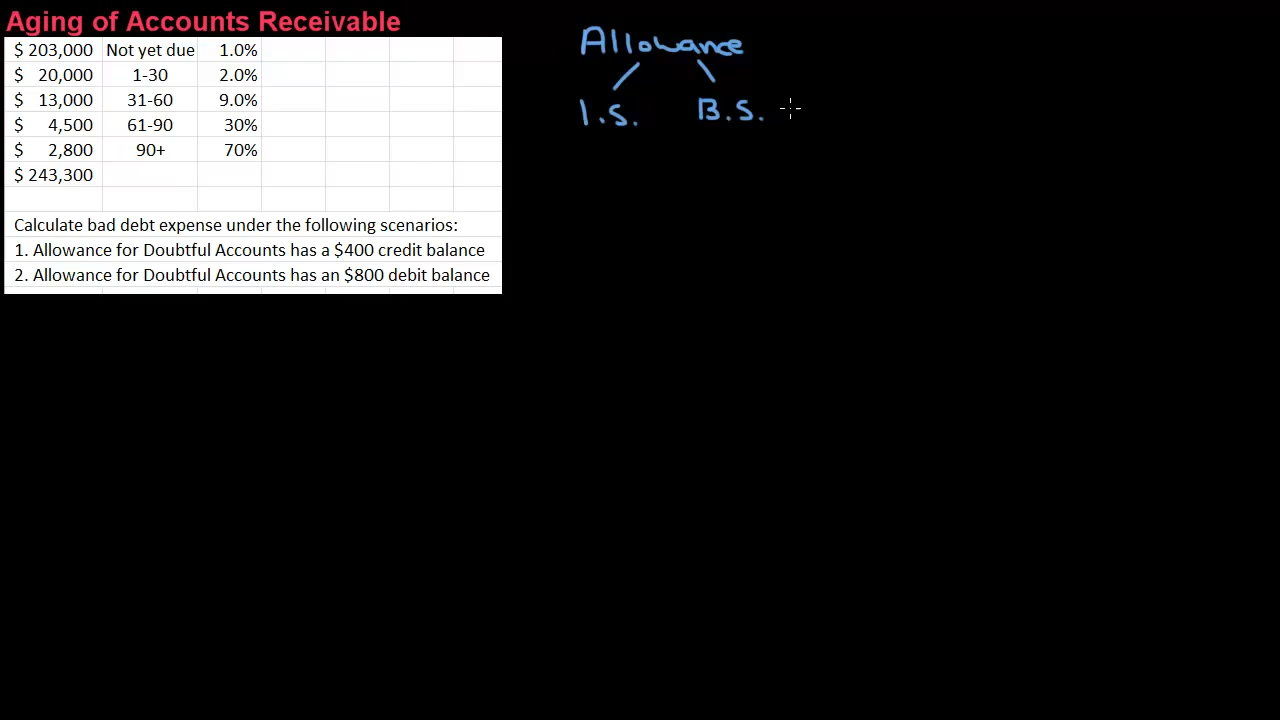 Aging of Accounts Receivable
$ 203,000 Not yet due 1.0%
$ 20,000 1-30 2.0%
$ 13,000 31-60 9.0%
$ 4,500 61-90 30%
$ 2,800 90+ 70%
$ 243,300
Calculate bad debt expense under the following scenarios:
1. Allowance for Doubtful Accounts has a $400 credit balance
2. Allowance for Doubtful Accounts has an $800 debit balance
Allowance
I.S. B.S.